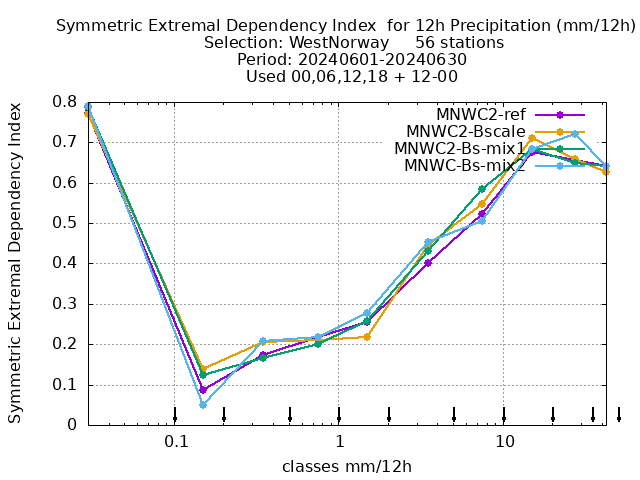 Symmetric Extremal Dependency Index  for 12h Precipitation (mm/12h)
Selection: WestNorway     56 stations
Period: 20240601-20240630
Used 00,06,12,18 + 12-00
MNWC2-ref
MNWC2-Bscale
MNWC2-Bs-mix1
MNWC-Bs-mix2
Symmetric Extremal Dependency Index
0.8
0.7
0.6
0.5
0.4
0.3
0.2
0.1
0
0.1 1 10
classes mm/12h